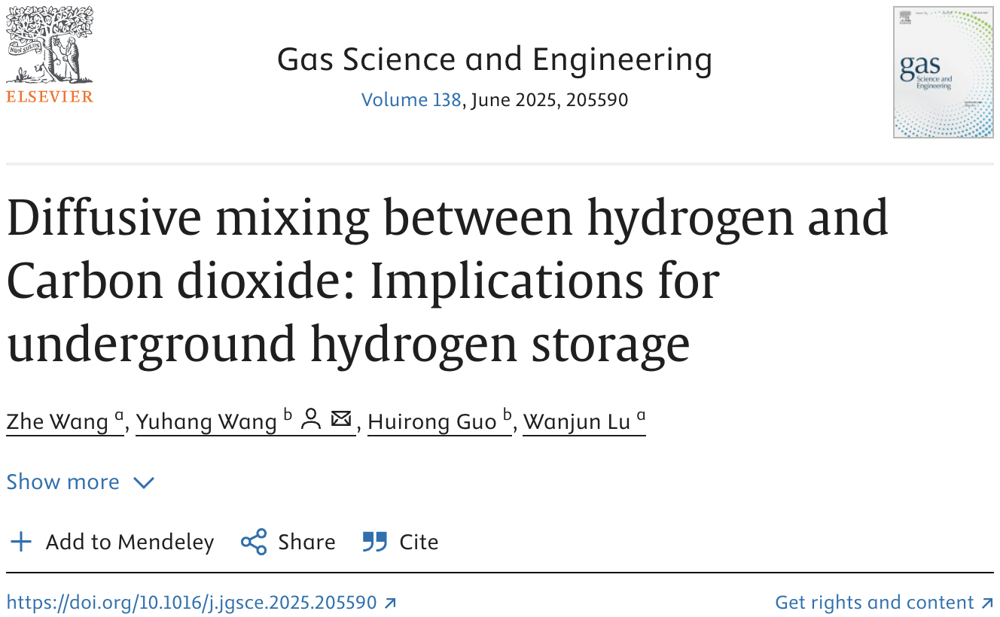 NON SOLUS
ELSEVIER
Gas Science and Engineering
Volume 138, June 2025, 205590
gas
Science and
Engineering
Diffusive mixing between hydrogen and
Carbon dioxide: Implications for
underground hydrogen storage
Zhe Wang a, Yuhang Wang b, Huirong Guo b, Wanjun Lu a
Show more
Add to Mendeley Share Cite
https://doi.org/10.1016/j.jgsce.2025.205590
Get rights and content